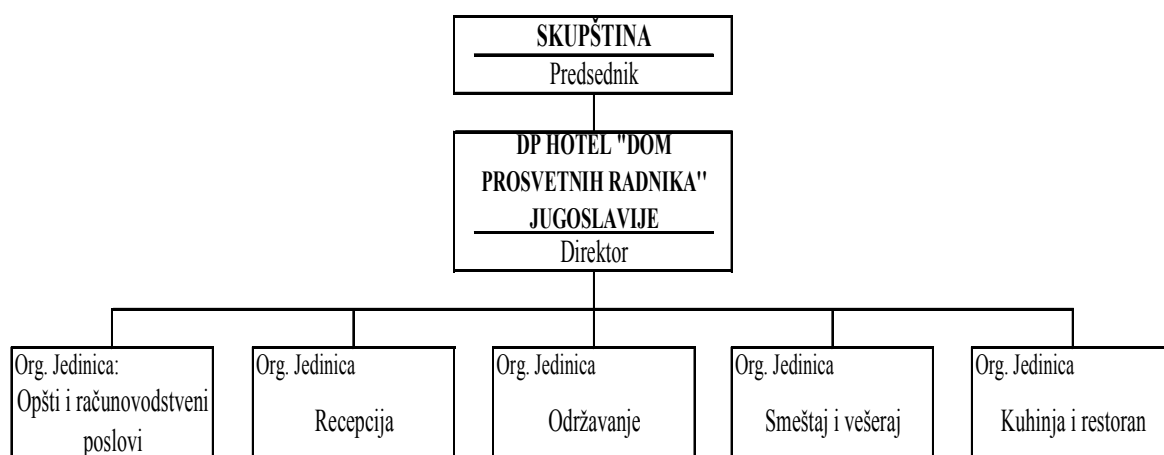 SKUPŠTINA
Predsednik
DP HOTEL "DOM
PROSVETNIH RADNIKA"
JUGOSLAVIJE
Direktor
Org. Jedinica:
Opšti i računovodstveni
poslovi
Org. Jedinica
Recepcija
Org. Jedinica
Održavanje
Org. Jedinica
Smeštaj i vešeraj
Org. Jedinica
Kuhinja i restoran